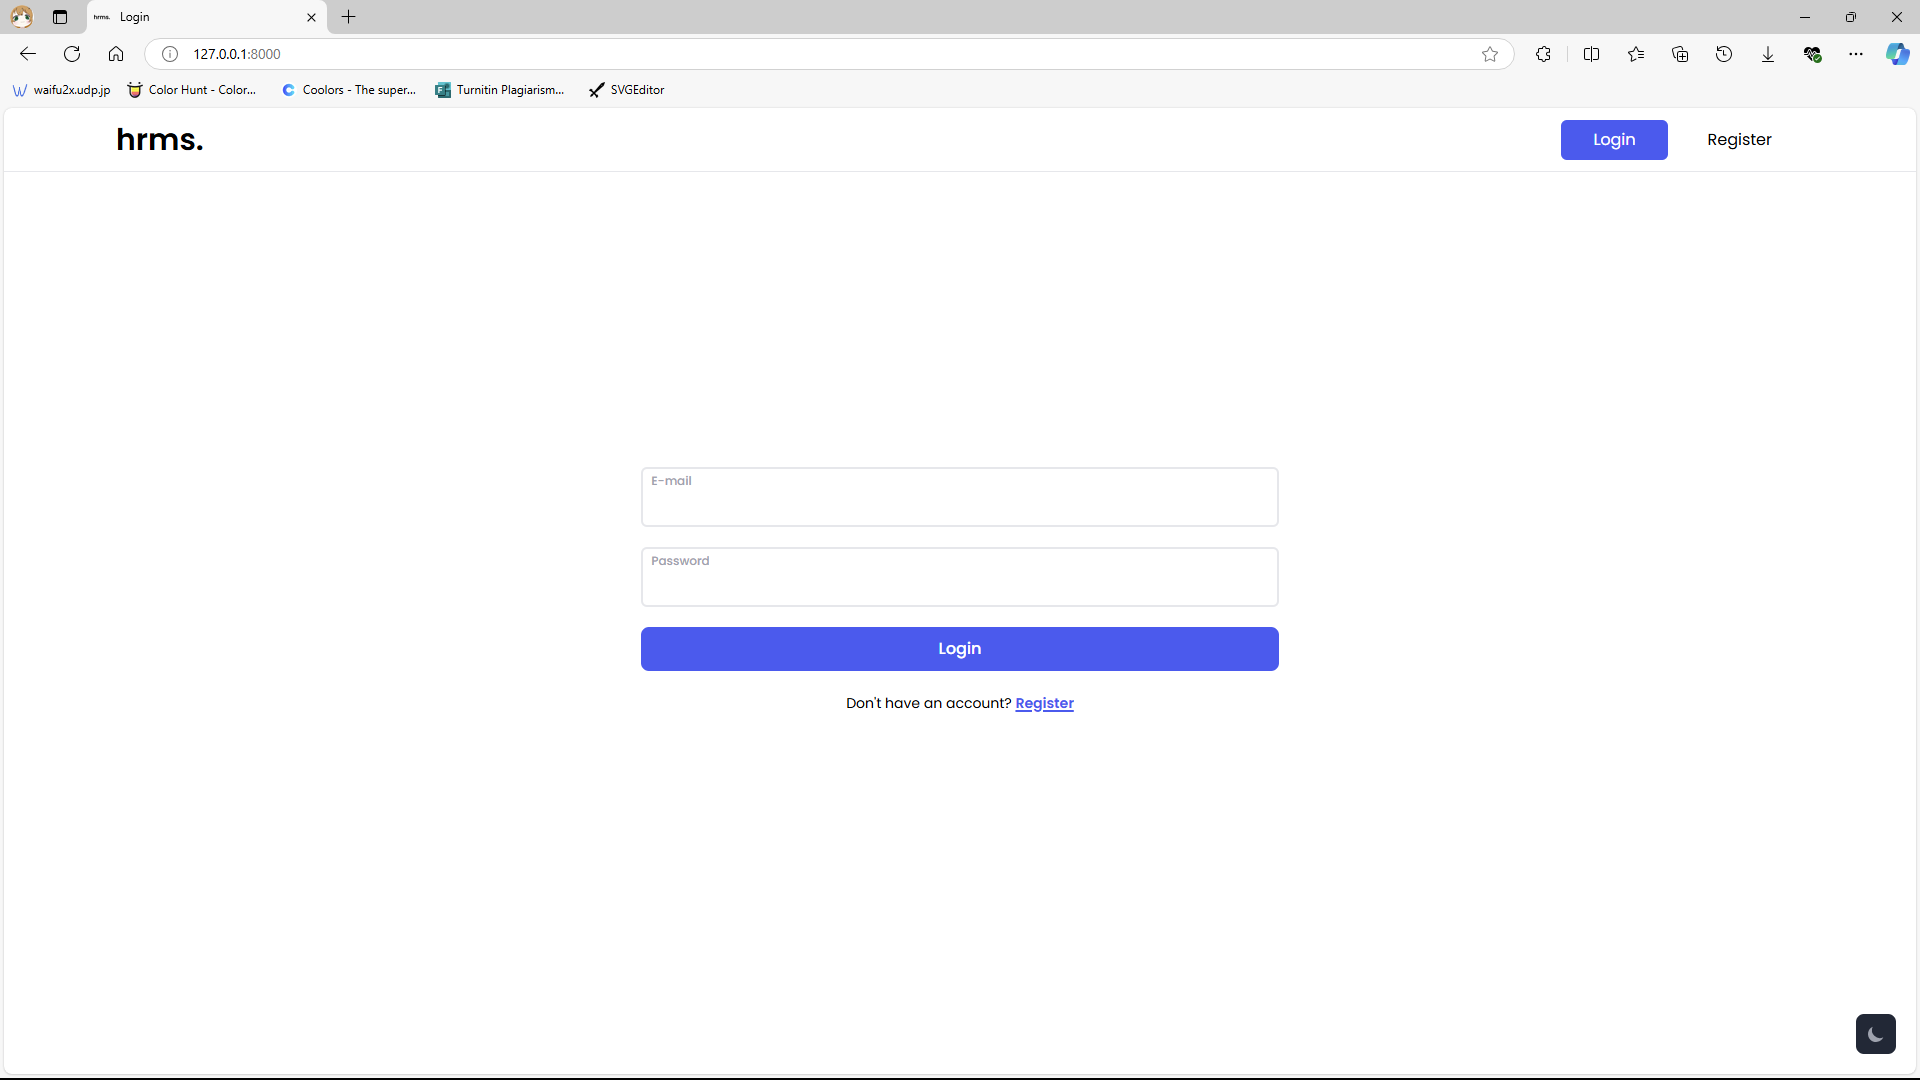 hrms. Login
127.0.0.1:8000
waifu2x.udp.jp Color Hunt - Color... Coolors - The super... Turnitin Plagiarism... SVGEditor
hrms. Login Register
E-mail
Password
Login
Don't have an account? Register